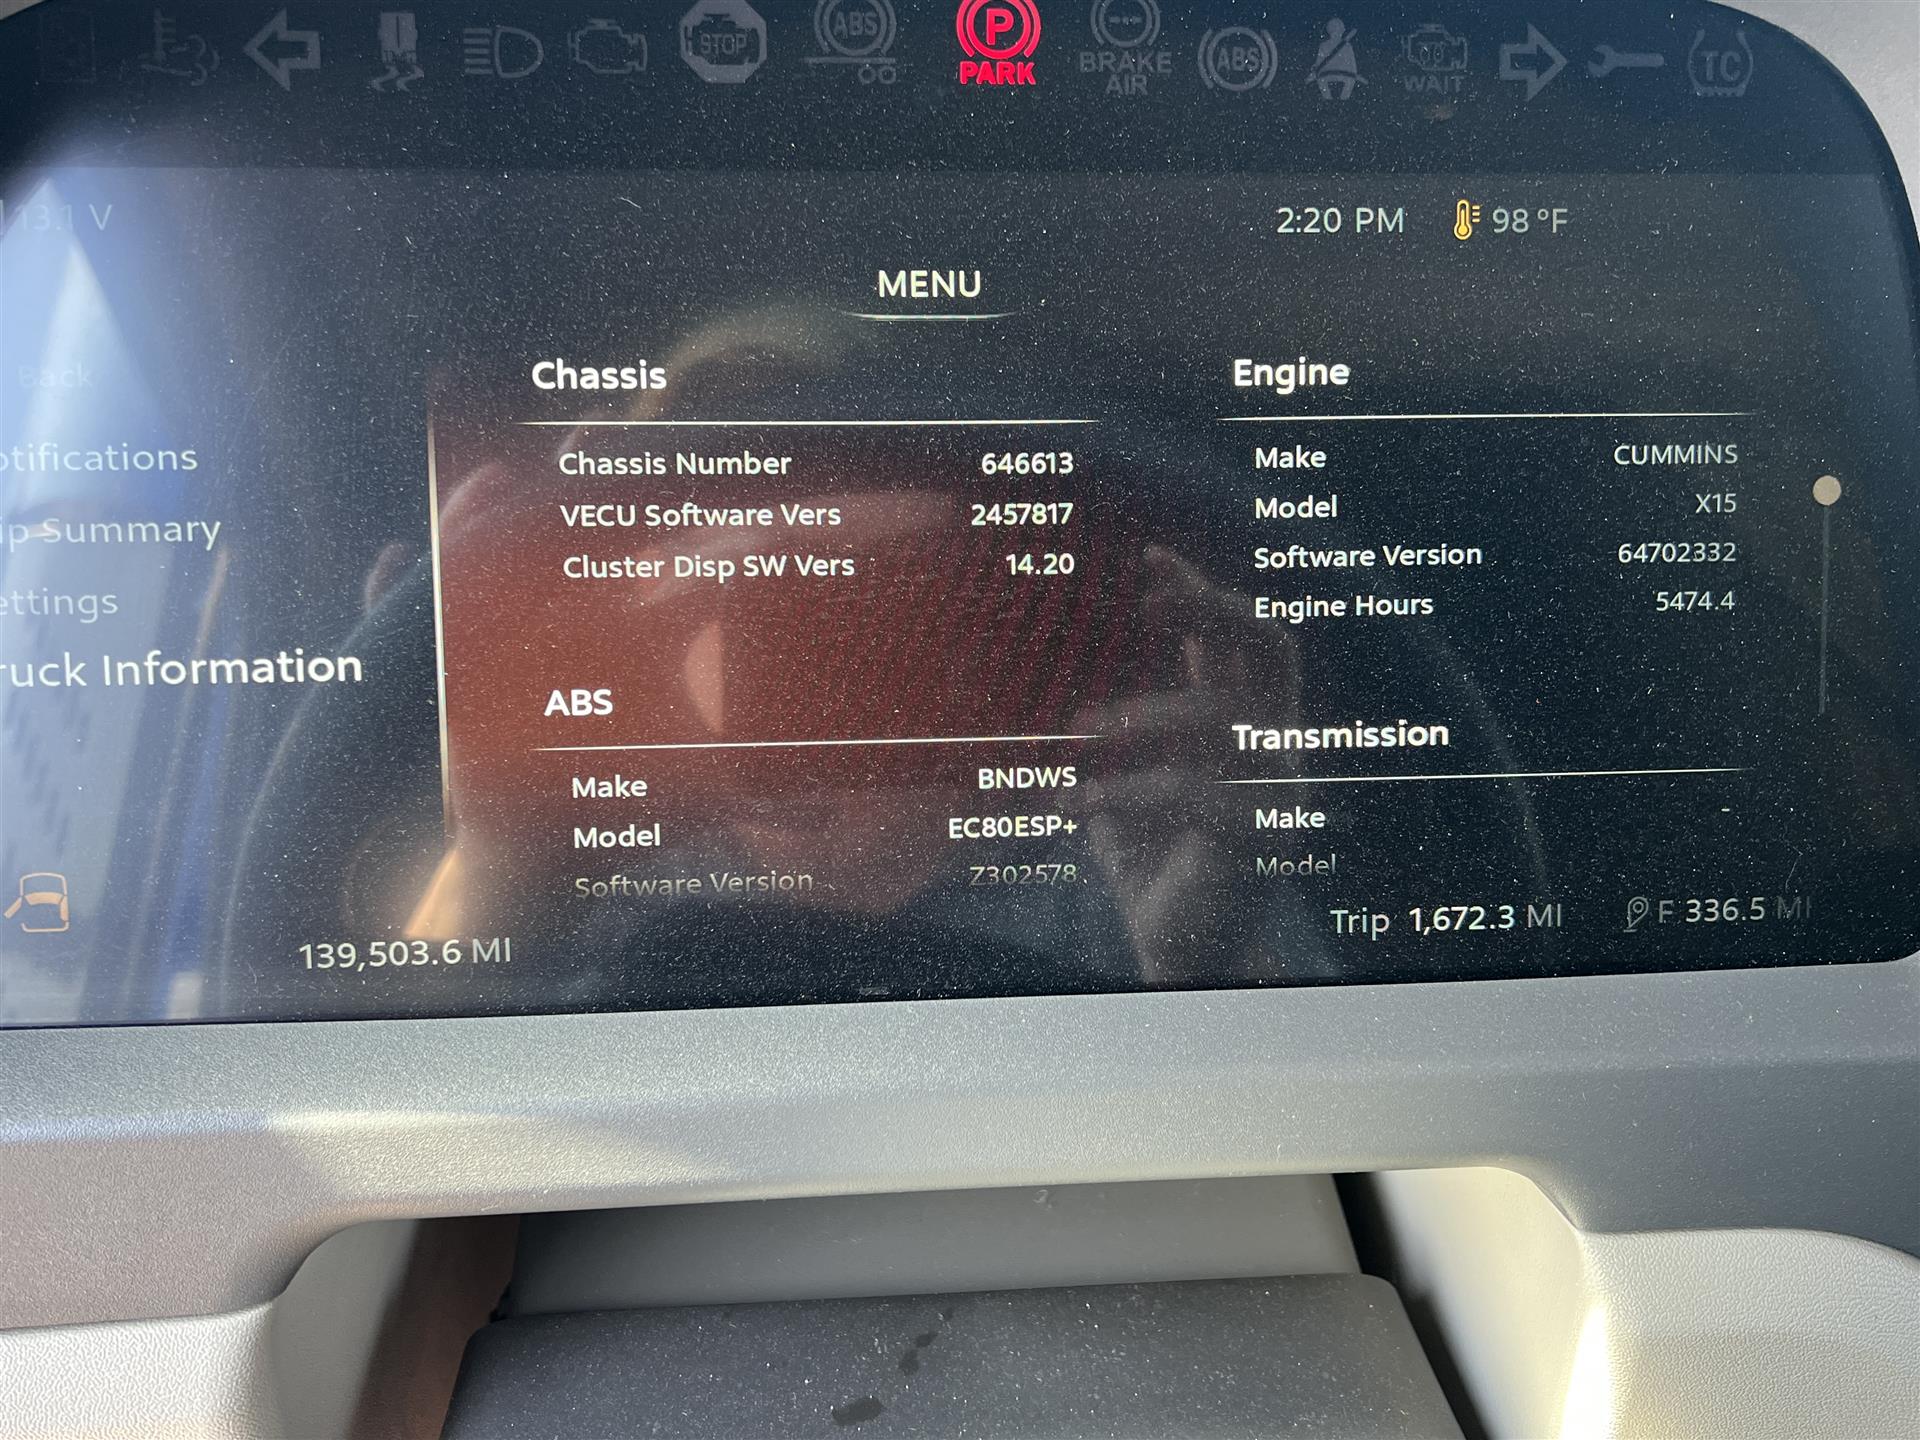 STOP
ABS
P
PARK
BRAKE
AIR
ABS
WAIT
TC
13.1 V
2:20 PM
98 °F
MENU
Back
otifications
ip Summary
ettings
ruck Information
Chassis
Chassis Number 646613
VECU Software Vers 2457817
Cluster Disp SW Vers 14.20
ABS
Make BNDWS
Model EC80ESP+
Software Version Z302578
Engine
Make CUMMINS
Model X15
Software Version 64702332
Engine Hours 5474.4
Transmission
Make -
Model
139,503.6 MI
Trip 1,672.3 MI
F 336.5 MI